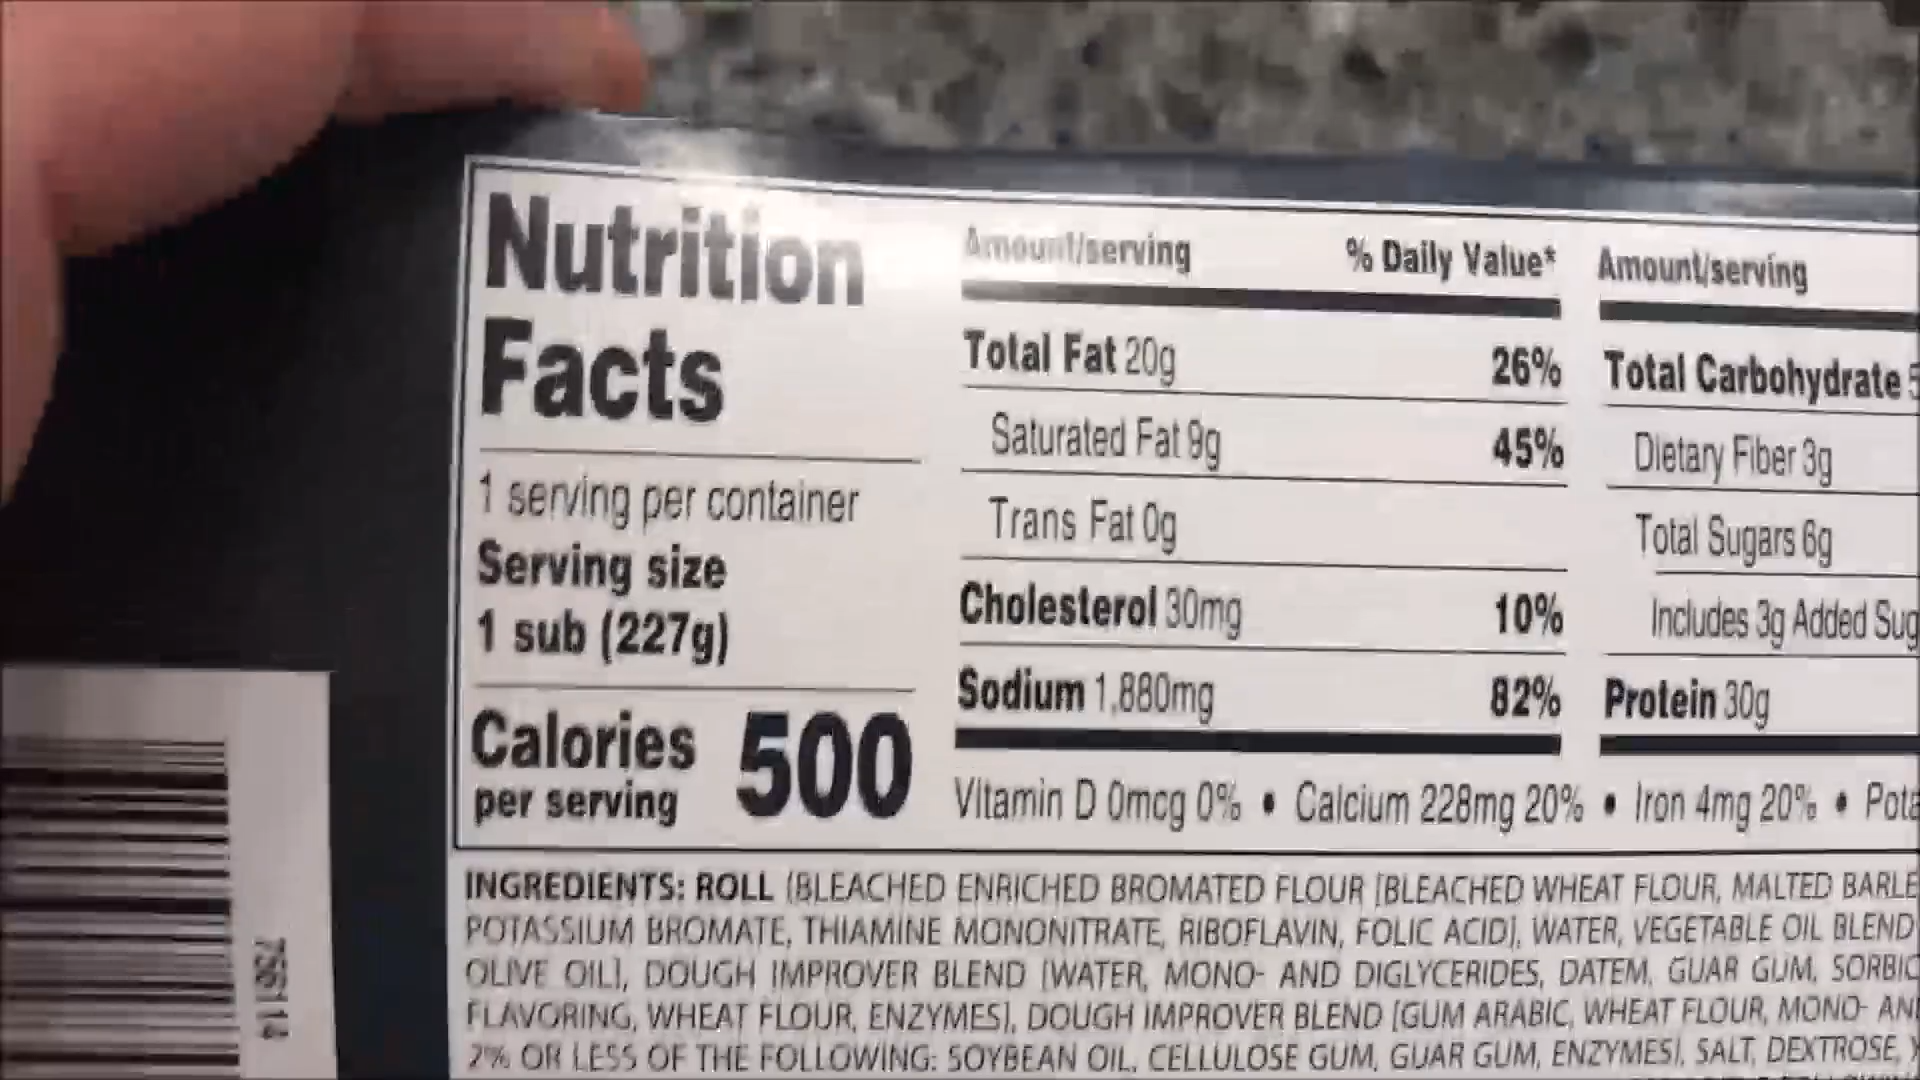 Nutrition
Facts
1 serving per container
Serving size
1 sub (227g)
Calories 500
per serving
Amount/serving % Daily Value*
Total Fat 20g 26%
Saturated Fat 9g 45%
Trans Fat 0g
Cholesterol 30mg 10%
Sodium 1,880mg 82%
Amount/serving
Total Carbohydrate
Dietary Fiber 3g
Total Sugars 6g
Includes 3g Added
Protein 30g
Vitamin D 0mcg 0% • Calcium 228mg 20% • Iron 4mg 20% •
INGREDIENTS: ROLL (BLEACHED ENRICHED BROMATED FLOUR [BLEACHED WHEAT FLOUR, MALTED
POTASSIUM BROMATE, THIAMINE MONONITRATE, RIBOFLAVIN, FOLIC ACID], WATER, VEGETABLE OIL BLEND
OLIVE OIL], DOUGH IMPROVER BLEND [WATER, MONO- AND DIGLYCERIDES, DATEM, GUAR GUM,
FLAVORING, WHEAT FLOUR, ENZYMES], DOUGH IMPROVER BLEND [GUM ARABIC, WHEAT FLOUR, MONO-
2% OR LESS OF THE FOLLOWING: SOYBEAN OIL, CELLULOSE GUM, GUAR GUM, ENZYMES], SALT, DEXTROSE,